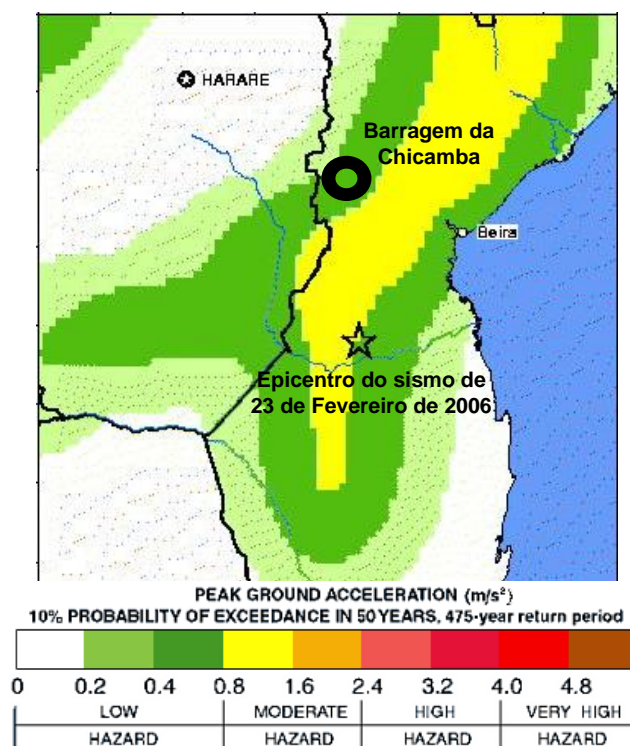 HARARE
Barragem da
Chicamba
Beira
Epicentro do sismo de
23 de Fevereiro de 2006
PEAK GROUND ACCELERATION (m/s²)
10% PROBABILITY OF EXCEEDANCE IN 50 YEARS, 475-year return period
0 0.2 0.4 0.8 1.6 2.4 3.2 4.0 4.8
LOW MODERATE HIGH VERY HIGH
HAZARD HAZARD HAZARD HAZARD